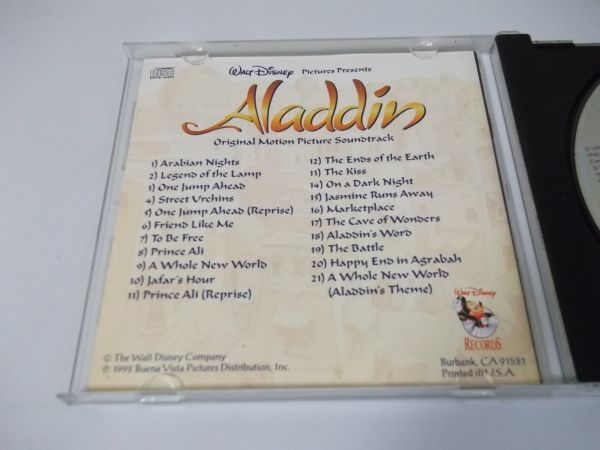 COMPACT DISC
WALT DISNEY Pictures Presents
Aladdin
Original Motion Picture Soundtrack
1) Arabian Nights
2) Legend of the Lamp
3) One Jump Ahead
4) Street Urchins
5) One Jump Ahead (Reprise)
6) Friend Like Me
7) To Be Free
8) Prince Ali
9) A Whole New World
10) Jafar's Hour
11) Prince Ali (Reprise)
12) The Ends of the Earth
13) The Kiss
14) On a Dark Night
15) Jasmine Runs Away
16) Marketplace
17) The Cave of Wonders
18) Aladdin's Word
19) The Battle
20) Happy End in Agrabah
21) A Whole New World
(Aladdin's Theme)
WALT DISNEY
RECORDS
© The Walt Disney Company
℗ 1992 Buena Vista Pictures Distribution, Inc.
Burbank, CA 91521
Printed in U.S.A.